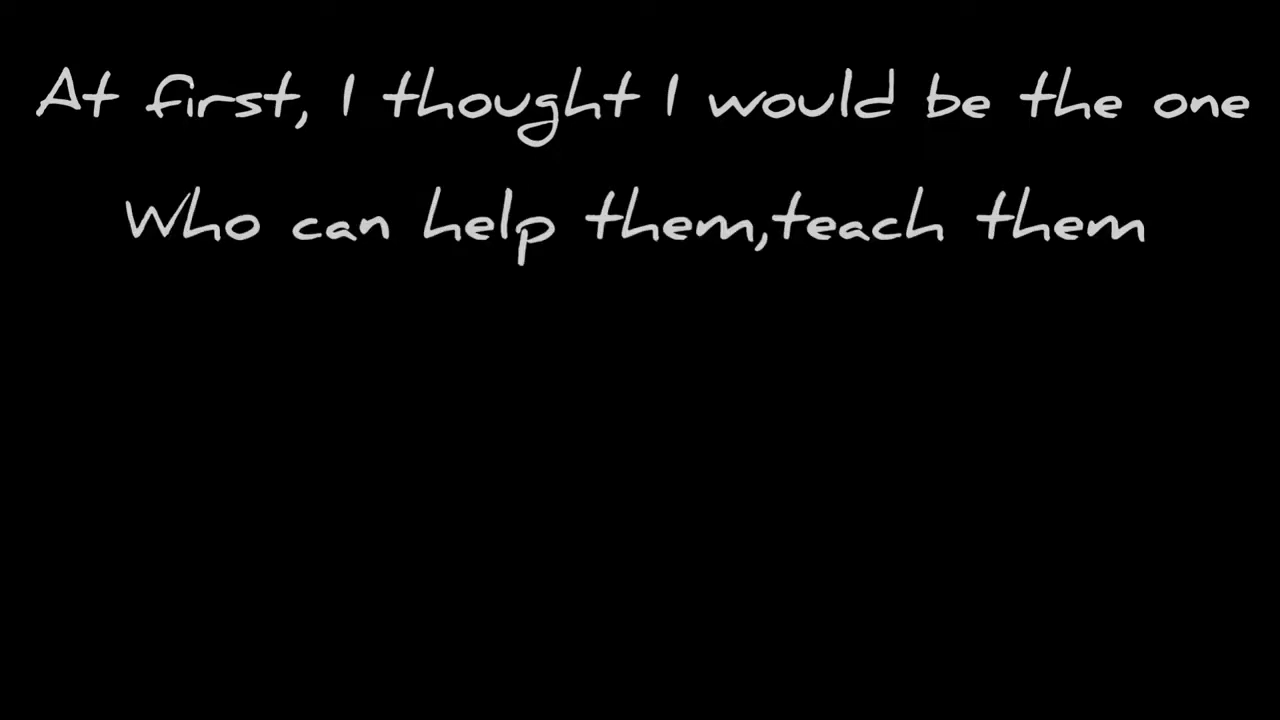 At first, I thought I would be the one
Who can help them,teach them